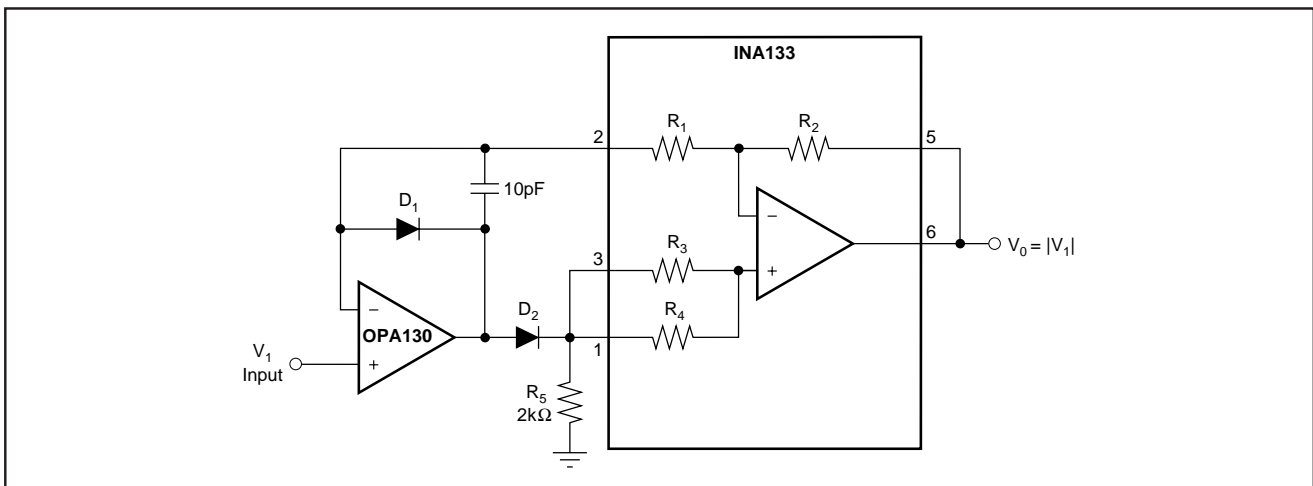 INA133
R₁
R₂
2
5
10pF
D₁
6
V₀ = |V₁|
R₃
3
D₂
R₄
OPA130
1
V₁
Input
R₅
2kΩ
−
+
−
+